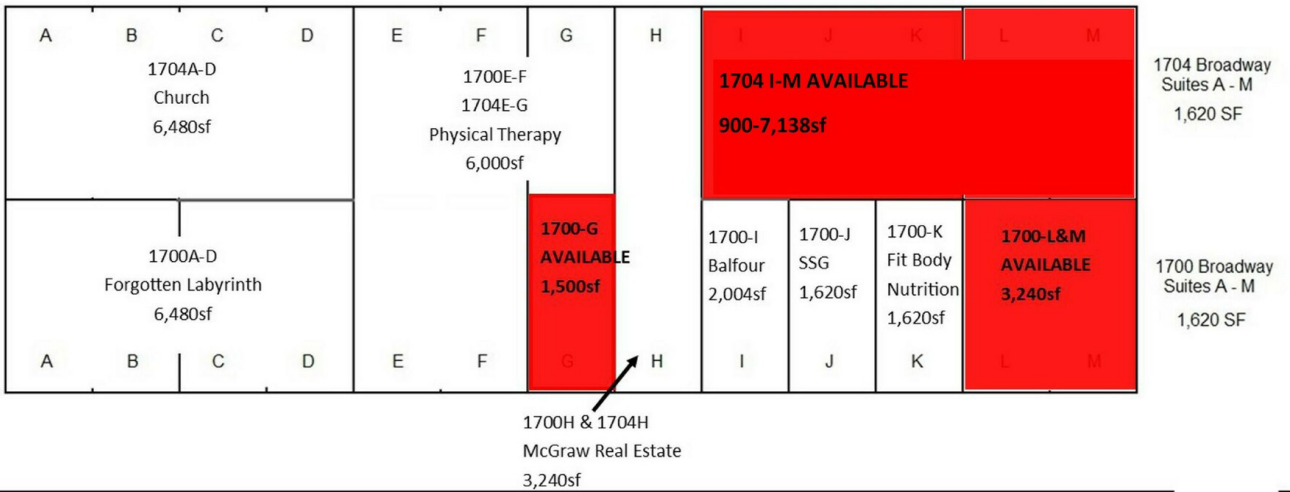 A B C D E F G H I J K L M
1704A-D
Church
6,480sf
1700E-F
1704E-G
Physical Therapy
6,000sf
1704 I-M AVAILABLE
900-7,138sf
1704 Broadway
Suites A - M
1,620 SF
1700A-D
Forgotten Labyrinth
6,480sf
1700-G
AVAILABLE
1,500sf
1700-I
Balfour
2,004sf
1700-J
SSG
1,620sf
1700-K
Fit Body
Nutrition
1,620sf
1700-L&M
AVAILABLE
3,240sf
1700 Broadway
Suites A - M
1,620 SF
A B C D E F G H I J K L M
1700H & 1704H
McGraw Real Estate
3,240sf